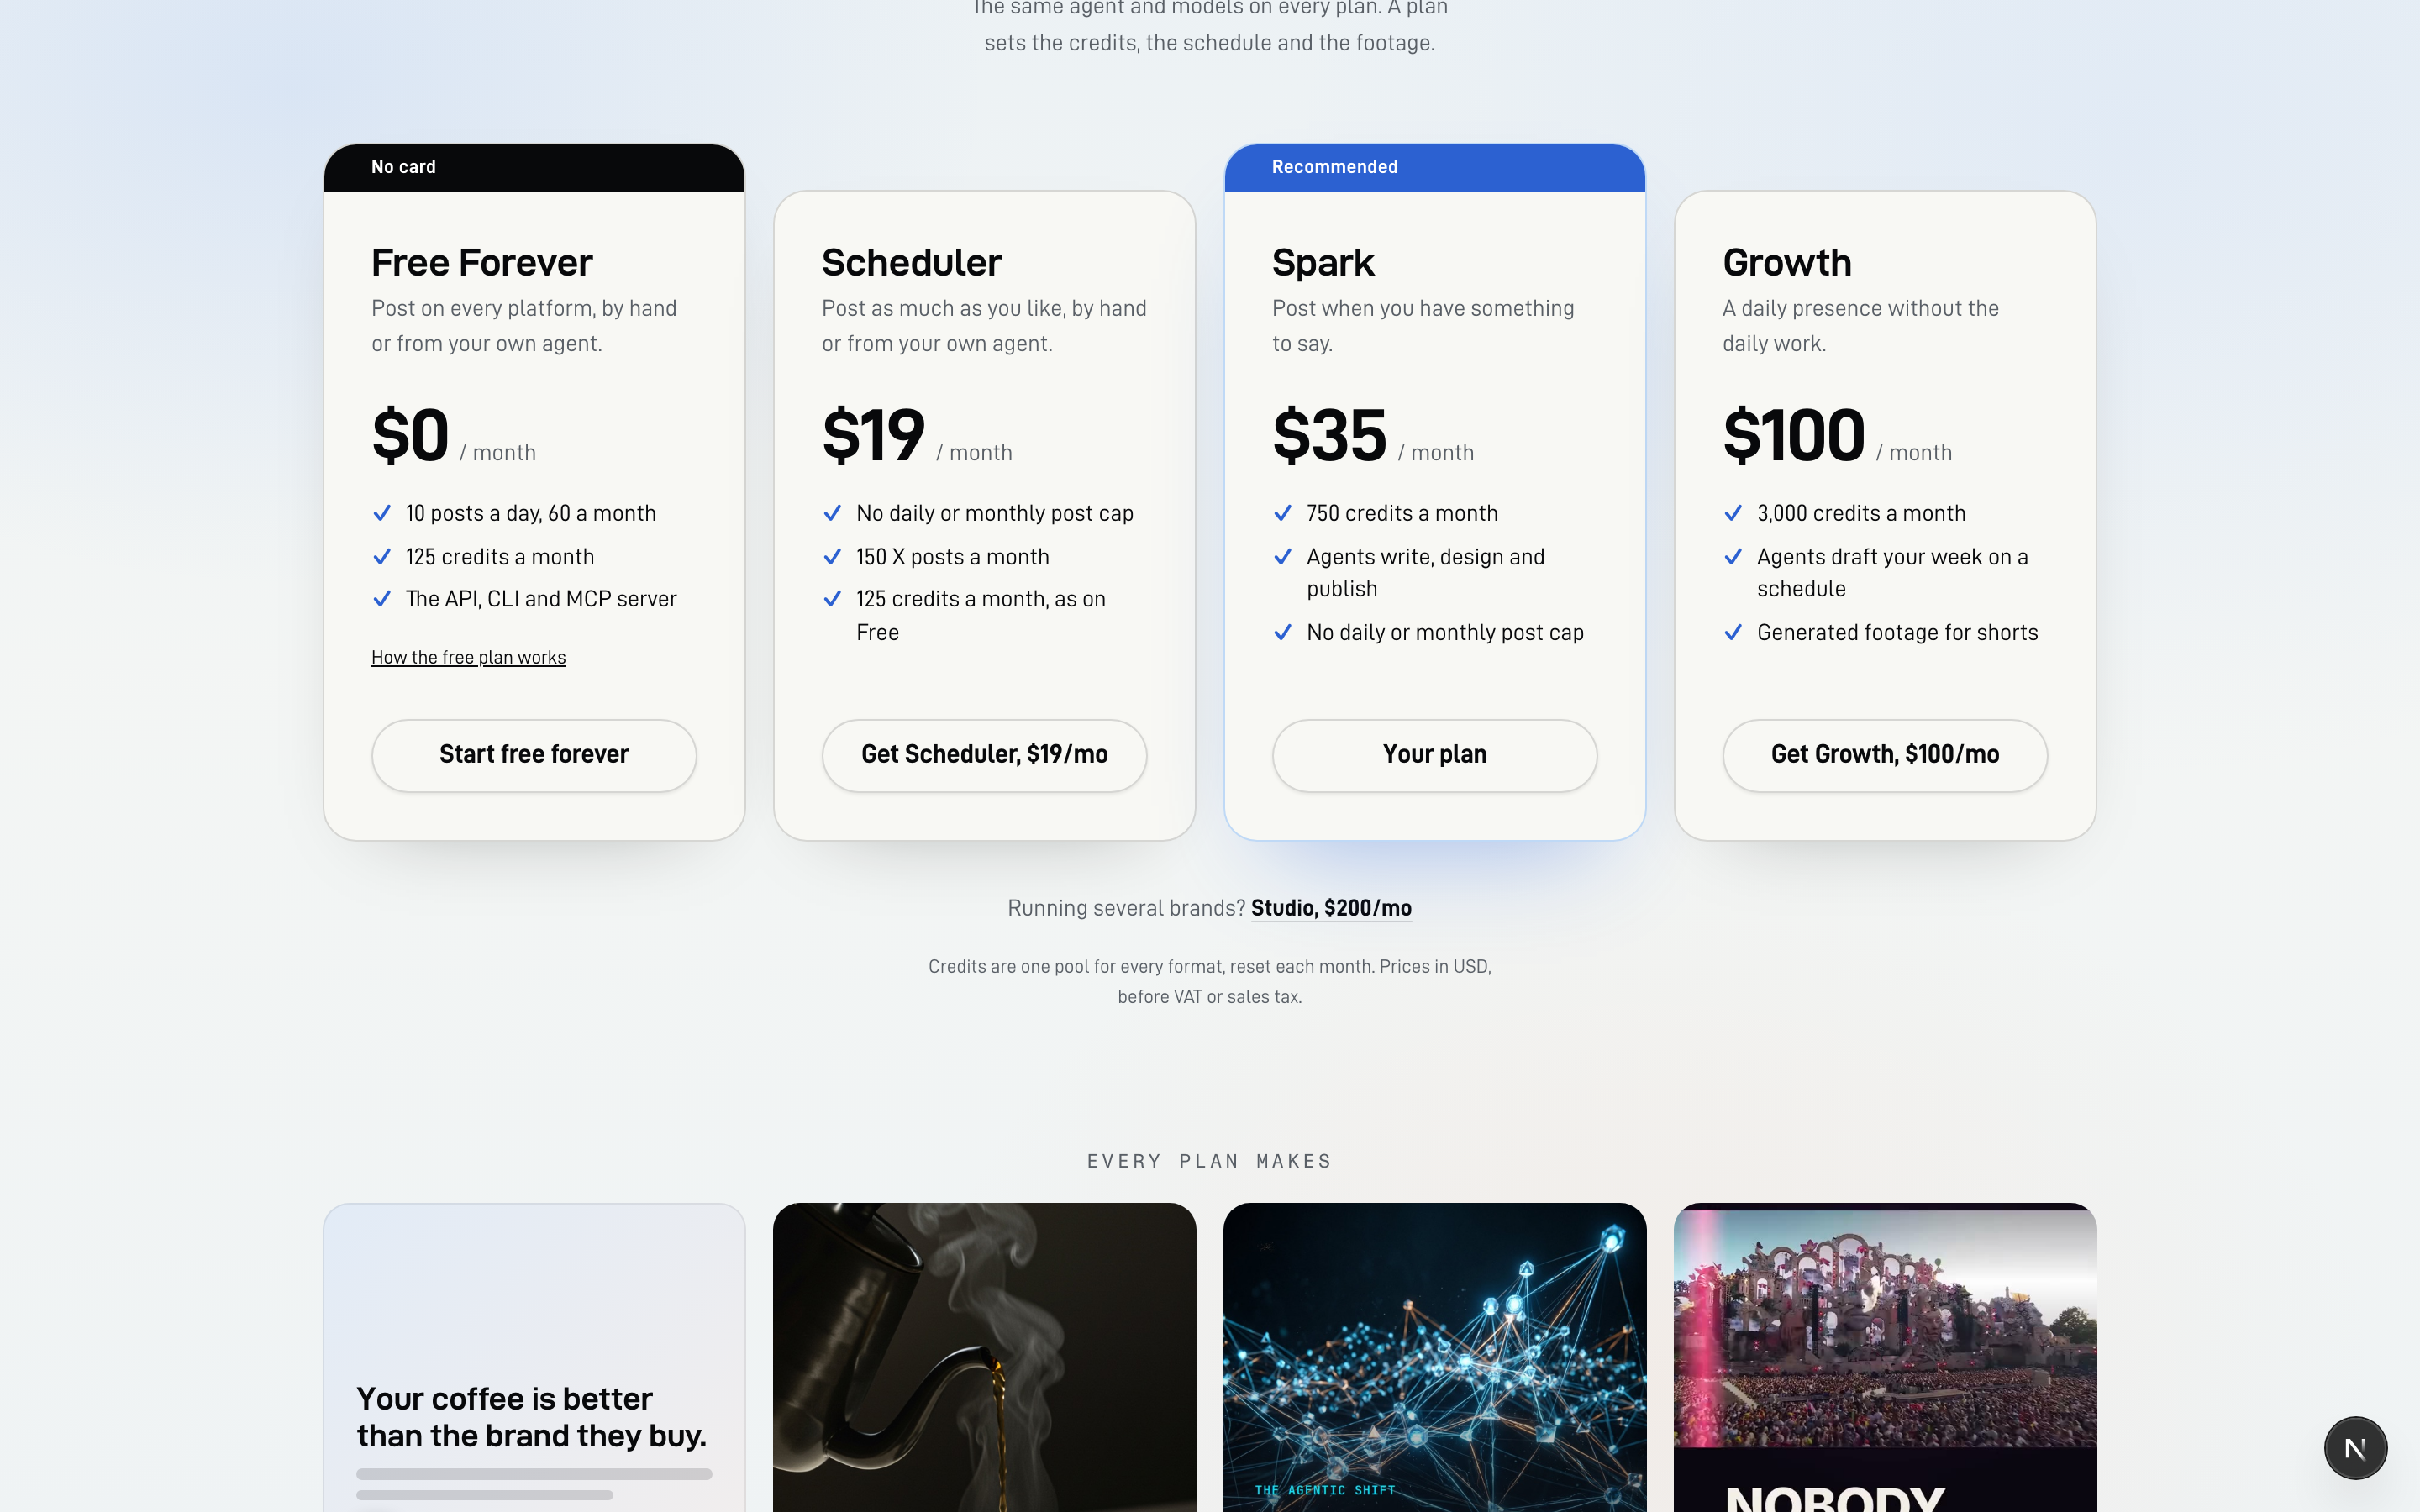 The same agent and models on every plan. A plan
sets the credits, the schedule and the footage.
No card
Free Forever
Post on every platform, by hand
or from your own agent.
$0 / month
10 posts a day, 60 a month
125 credits a month
The API, CLI and MCP server
How the free plan works
Start free forever
Scheduler
Post as much as you like, by hand
or from your own agent.
$19 / month
No daily or monthly post cap
150 X posts a month
125 credits a month, as on
Free
Get Scheduler, $19/mo
Recommended
Spark
Post when you have something
to say.
$35 / month
750 credits a month
Agents write, design and
publish
No daily or monthly post cap
Your plan
Growth
A daily presence without the
daily work.
$100 / month
3,000 credits a month
Agents draft your week on a
schedule
Generated footage for shorts
Get Growth, $100/mo
Running several brands? Studio, $200/mo
Credits are one pool for every format, reset each month. Prices in USD,
before VAT or sales tax.
EVERY PLAN MAKES
Your coffee is better
than the brand they buy.
THE AGENTIC SHIFT
NOBODY
N